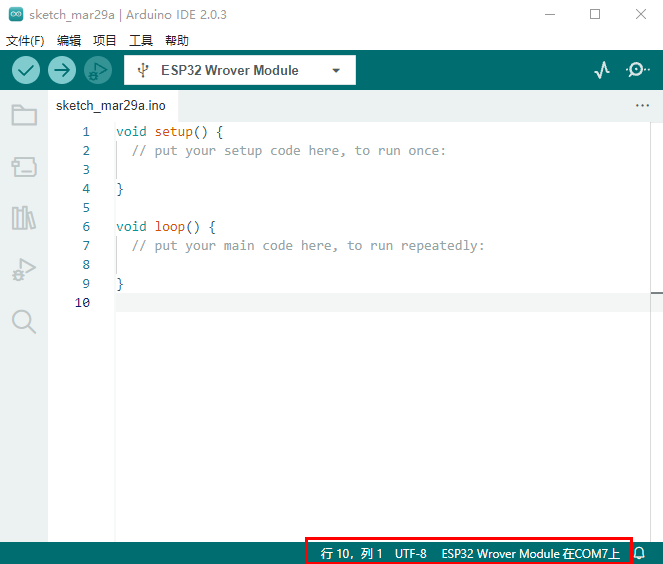 sketch_mar29a | Arduino IDE 2.0.3
文件(F) 编辑 项目 工具 帮助
ESP32 Wrover Module
sketch_mar29a.ino
1 void setup() {
2 // put your setup code here, to run once:
3
4 }
5
6 void loop() {
7 // put your main code here, to run repeatedly:
8
9 }
10
行 10，列 1 UTF-8 ESP32 Wrover Module 在COM7上